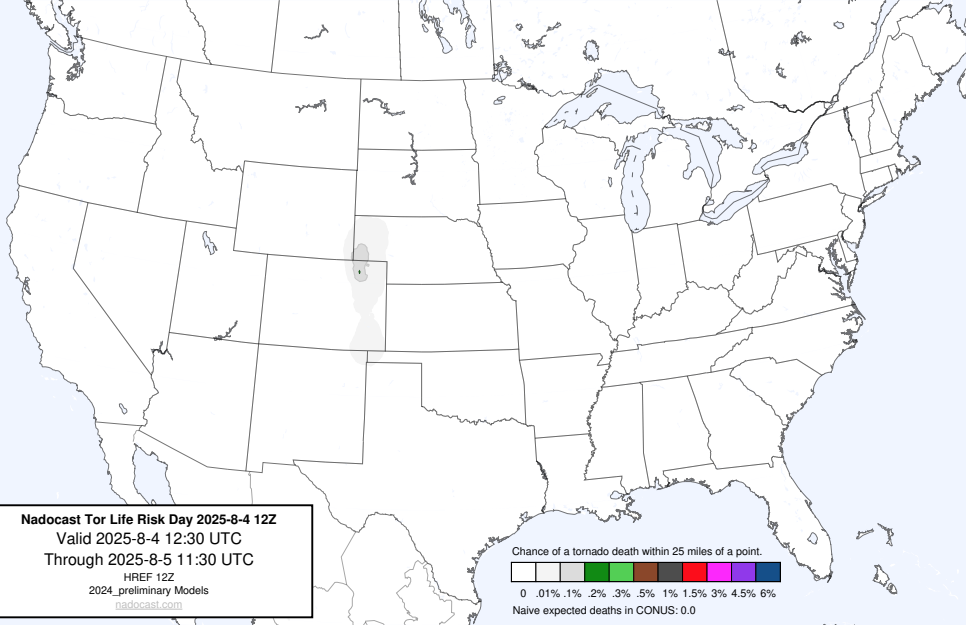 Nadocast Tor Life Risk Day 2025-8-4 12Z
Valid 2025-8-4 12:30 UTC
Through 2025-8-5 11:30 UTC
HREF 12Z
2024_preliminary Models
nadocast.com
Chance of a tornado death within 25 miles of a point.
0 .01% .1% .2% .3% .5% 1% 1.5% 3% 4.5% 6%
Naive expected deaths in CONUS: 0.0